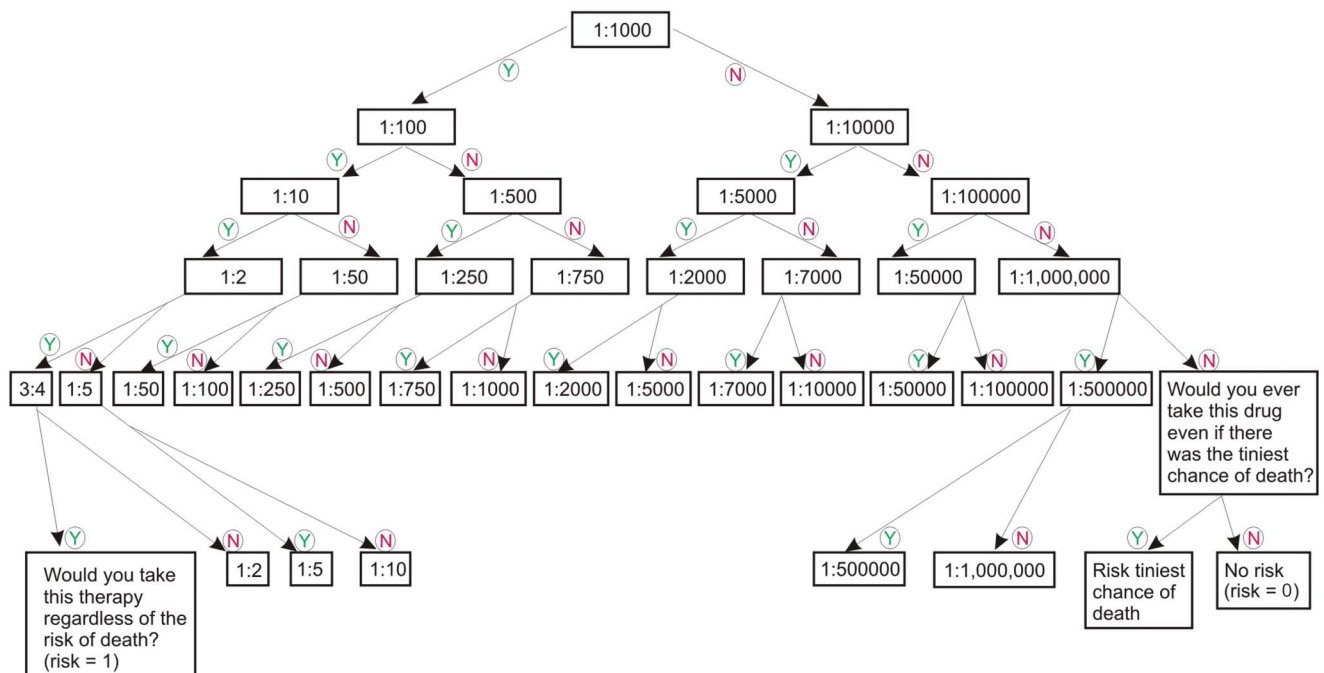 1:1000
Y
N
1:100
1:10000
Y
N
Y
N
1:10
1:500
1:5000
1:100000
Y
N
Y
N
Y
N
Y
N
1:2
1:50
1:250
1:750
1:2000
1:7000
1:50000
1:1,000,000
Y
N
Y
N
Y
N
Y
N
Y
N
Y
N
Y
N
Y
N
3:4
1:5
1:50
1:100
1:250
1:500
1:750
1:1000
1:2000
1:5000
1:7000
1:10000
1:50000
1:100000
1:500000
Would you ever
take this drug
even if there
was the tiniest
chance of death?
Y
N
Y
N
Y
N
Y
N
Would you take
this therapy
regardless of the
risk of death?
(risk = 1)
1:2
1:5
1:10
1:500000
1:1,000,000
Risk tiniest
chance of
death
No risk
(risk = 0)